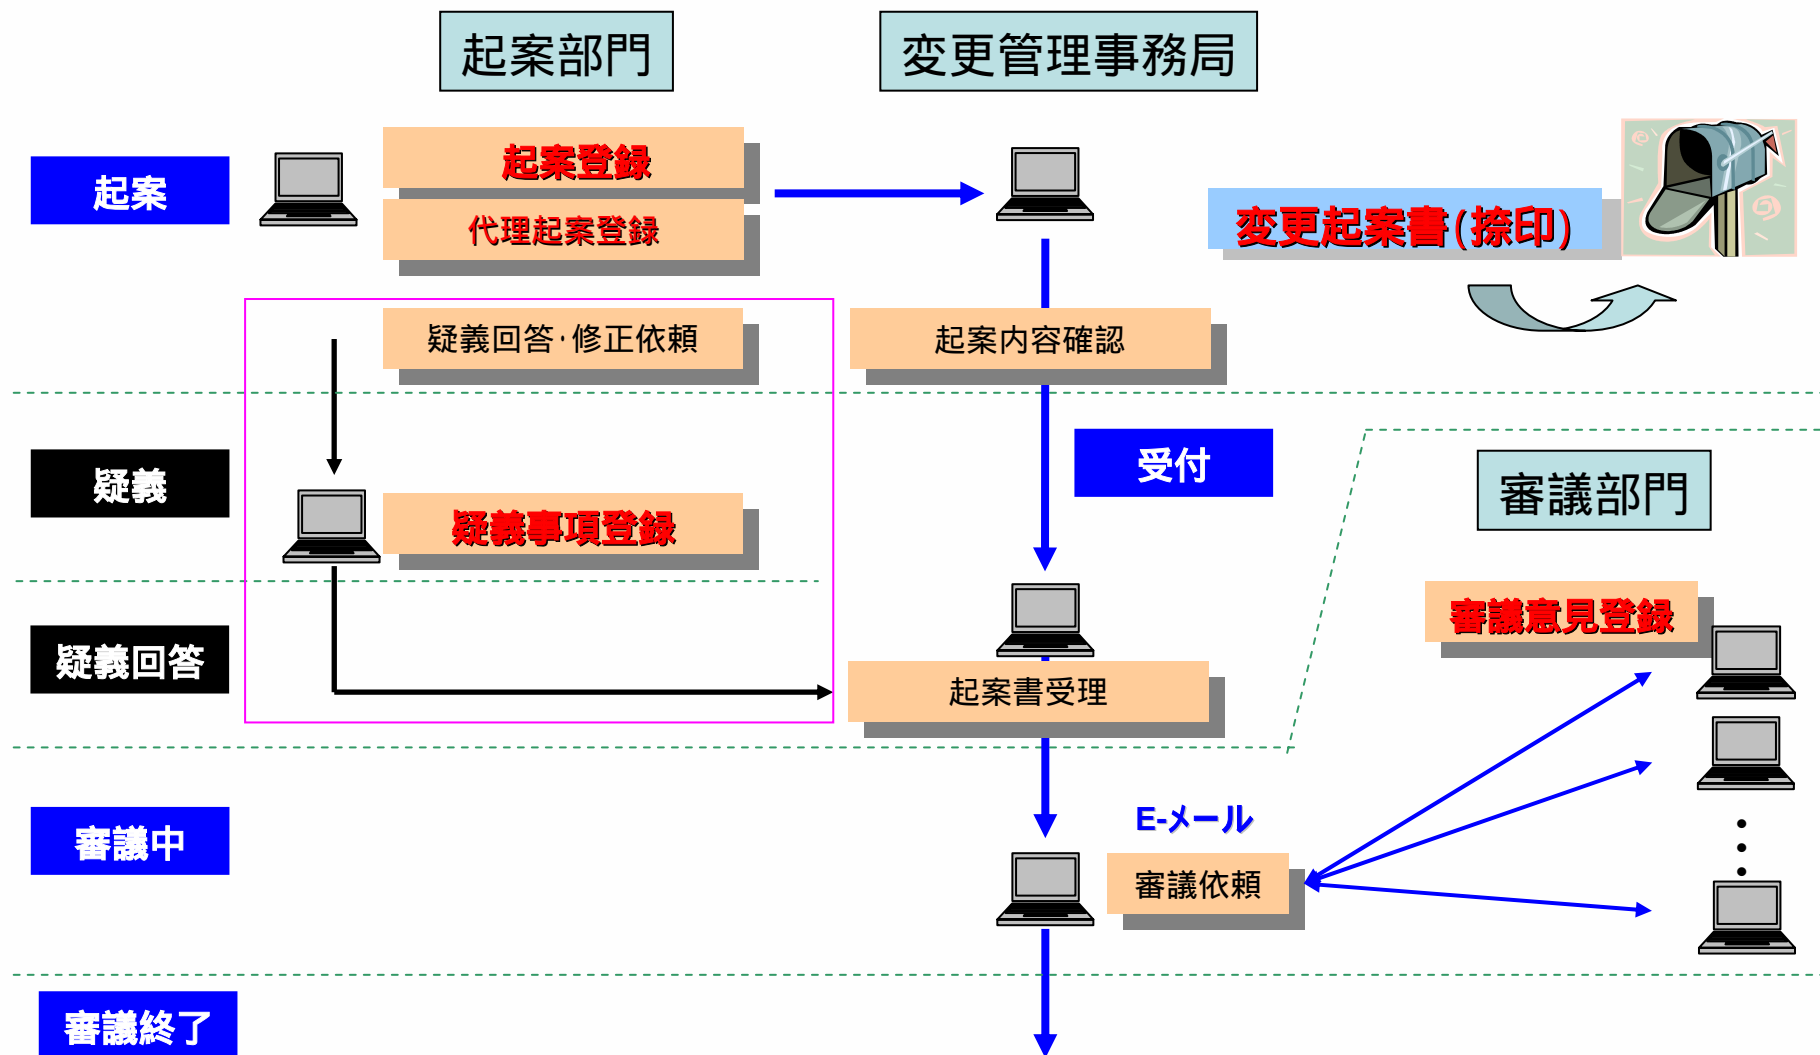 起案部門
変更管理事務局
起案
起案登録
代理起案登録
変更起案書(捺印)
疑義回答・修正依頼
起案内容確認
疑義
疑義事項登録
受付
審議部門
疑義回答
起案書受理
審議意見登録
審議中
E-メール
審議依頼
審議終了